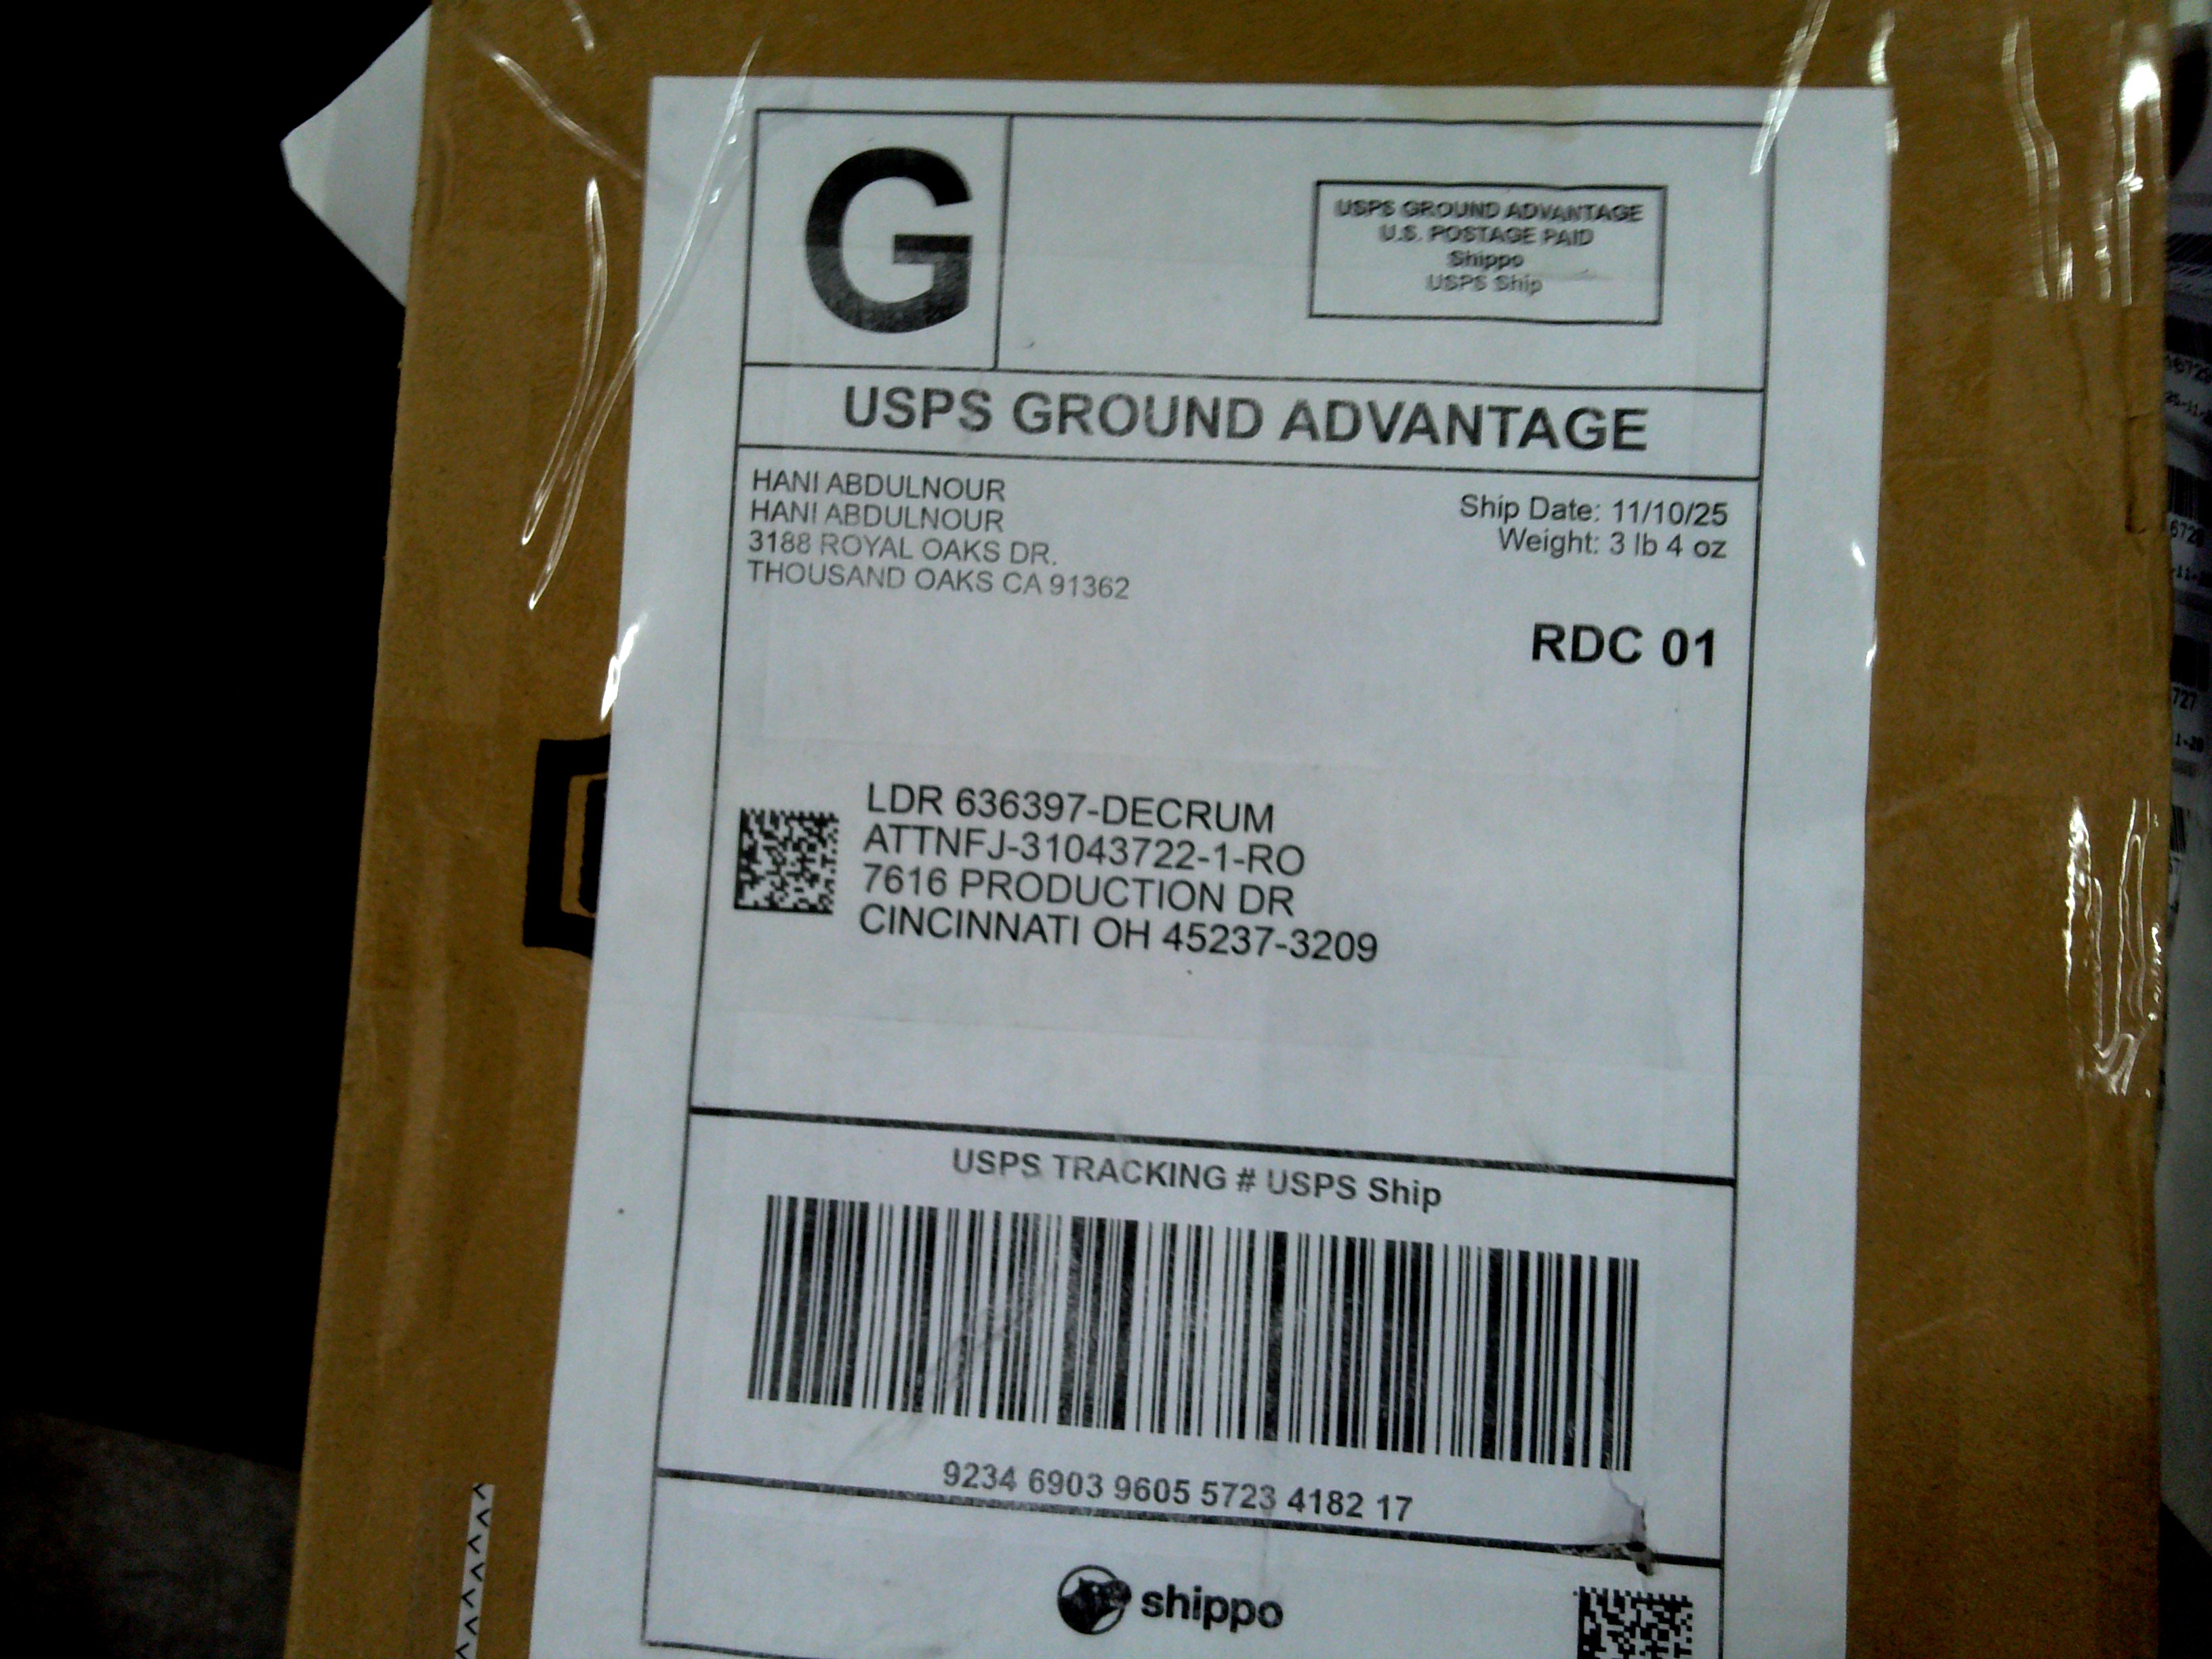 G
USPS GROUND ADVANTAGE
U.S. POSTAGE PAID
Shippo
USPS Ship
USPS GROUND ADVANTAGE
HANI ABDULNOUR
HANI ABDULNOUR
3188 ROYAL OAKS DR.
THOUSAND OAKS CA 91362
Ship Date: 11/10/25
Weight: 3 lb 4 oz
RDC 01
LDR 636397-DECRUM
ATTNFJ-31043722-1-RO
7616 PRODUCTION DR
CINCINNATI OH 45237-3209
USPS TRACKING # USPS Ship
9234 6903 9605 5723 4182 17
shippo